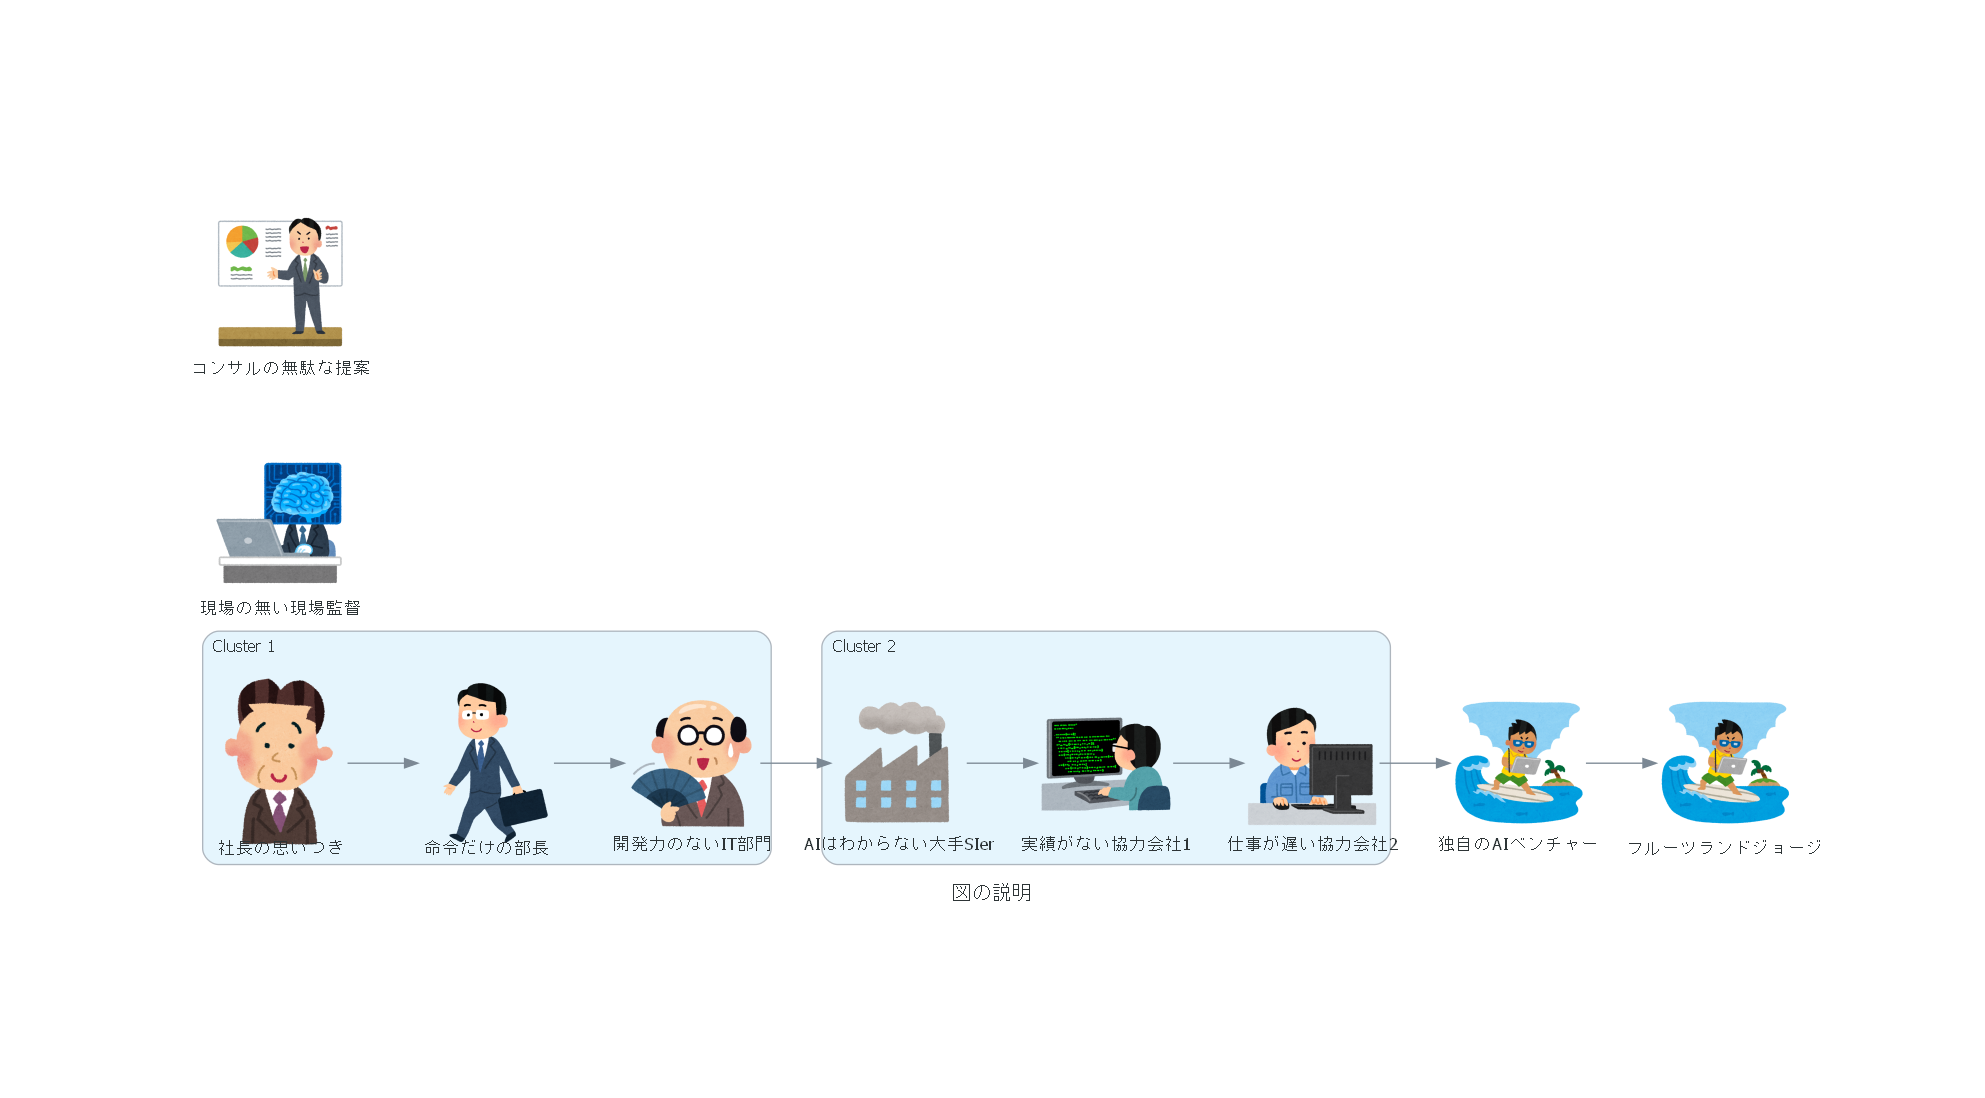 コンサルの無駄な提案
現場の無い現場監督
Cluster 1
Cluster 2
社長の思いつき
命令だけの部長
開発力のないIT部門
AIはわからない大手SIer
実績がない協力会社1
仕事が遅い協力会社2
独自のAIベンチャー
フルーツランドジョージ
図の説明